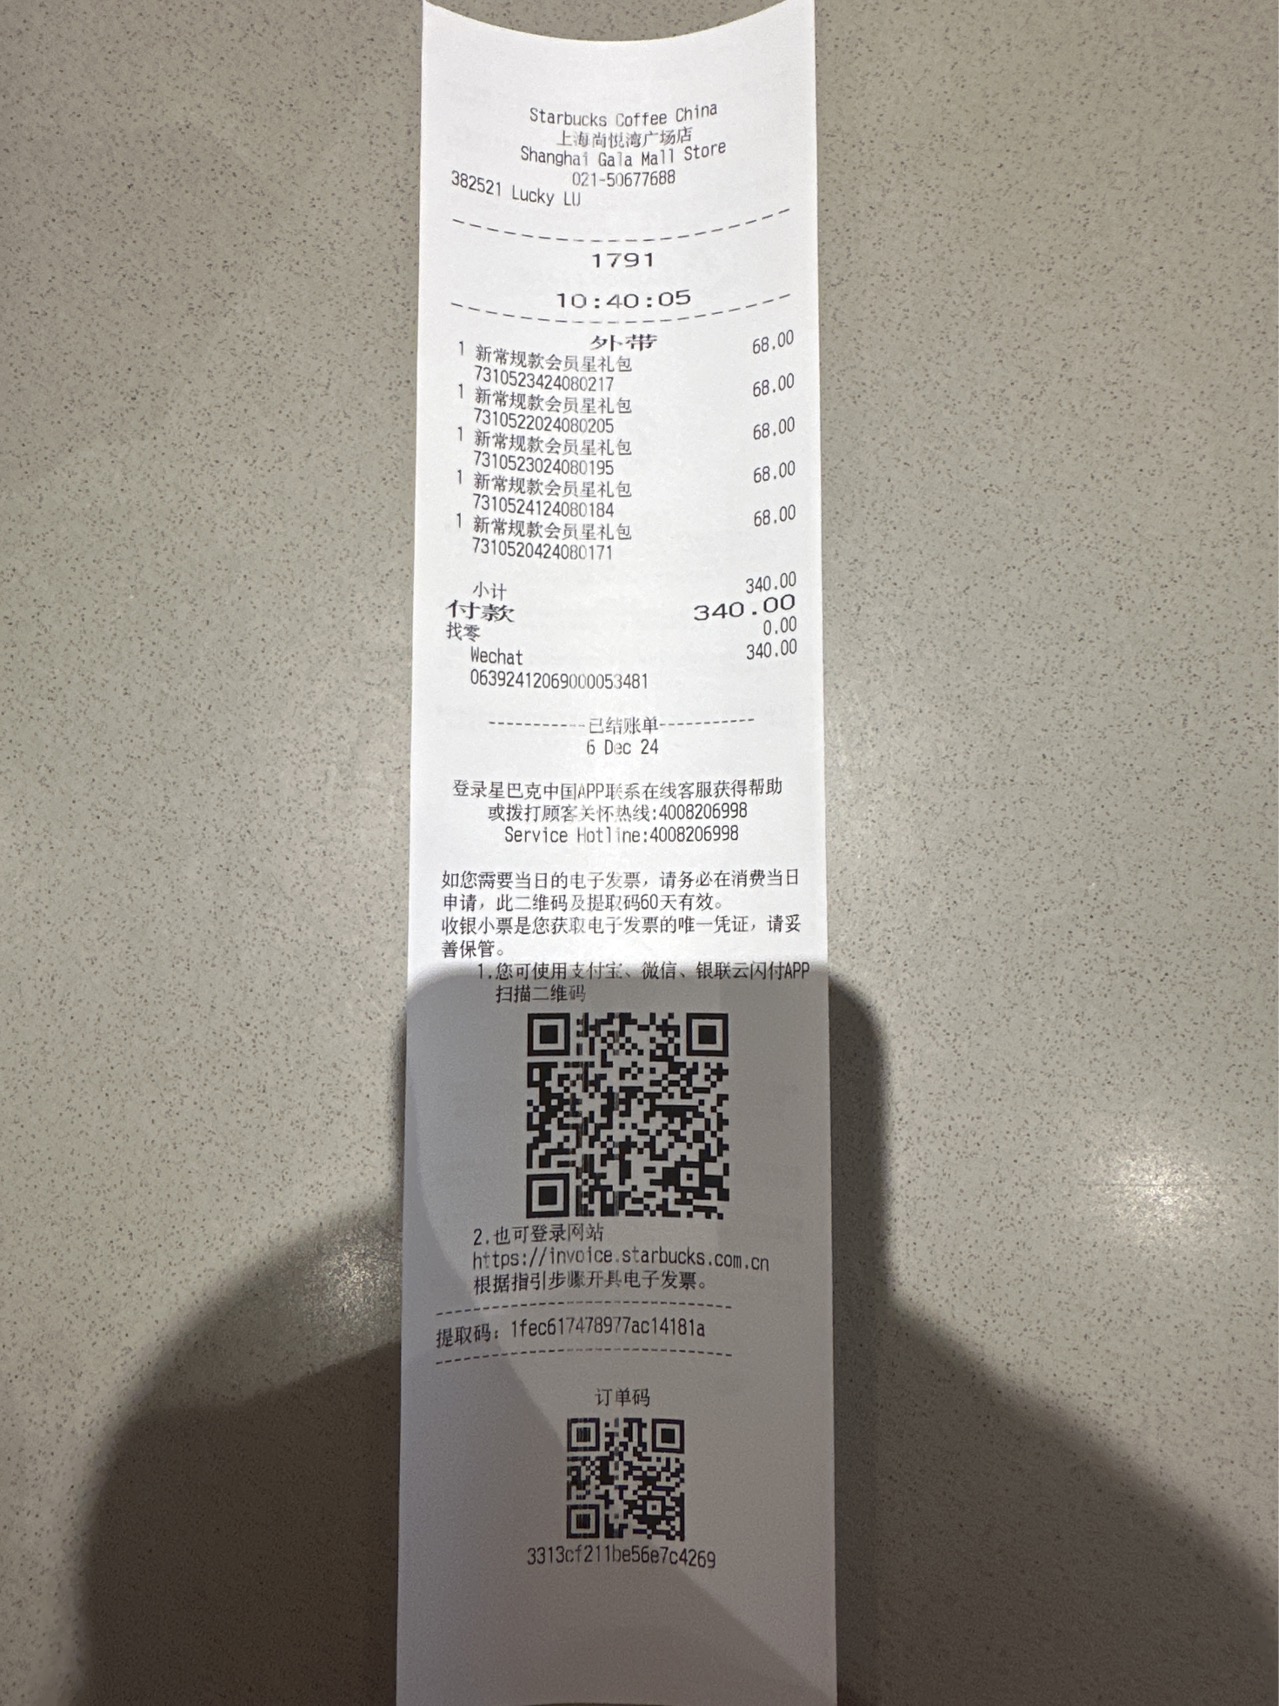 Starbucks Coffee China
上海尚悦湾广场店
Shanghai Gala Mall Store
021-50677688
382521 Lucky LU
1791
10:40:05
外带
1 新常规款会员星礼包 68.00
7310523424080217
1 新常规款会员星礼包 68.00
7310522024080205
1 新常规款会员星礼包 68.00
7310523024080195
1 新常规款会员星礼包 68.00
7310524124080184
1 新常规款会员星礼包 68.00
7310520424080171
小计 340.00
付款 340.00
找零 0.00
Wechat 340.00
06392412069000053481
-----------已结账单-----------
6 Dec 24
登录星巴克中国APP联系在线客服获得帮助
或拨打顾客关怀热线:4008206998
Service Hotline:4008206998
如您需要当日的电子发票，请务必在消费当日
申请，此二维码及提取码60天有效。
收银小票是您获取电子发票的唯一凭证，请妥
善保管。
1.您可使用支付宝、微信、银联云闪付APP
扫描二维码
2.也可登录网站
https://invoice.starbucks.com.cn
根据指引步骤开具电子发票。
提取码：1fec617478977ac14181a
订单码
3313cf211be56e7c4269